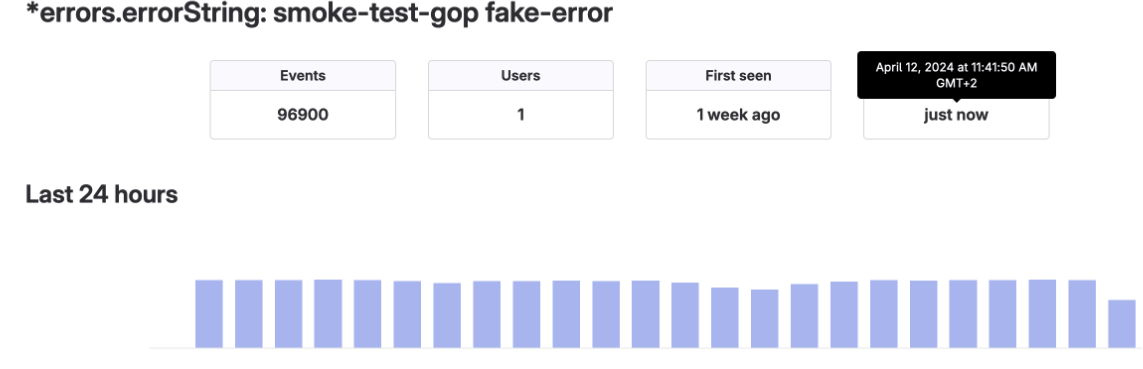 *errors.errorString: smoke-test-gop fake-error
Events
96900
Users
1
First seen
1 week ago
April 12, 2024 at 11:41:50 AM
GMT+2
just now
Last 24 hours